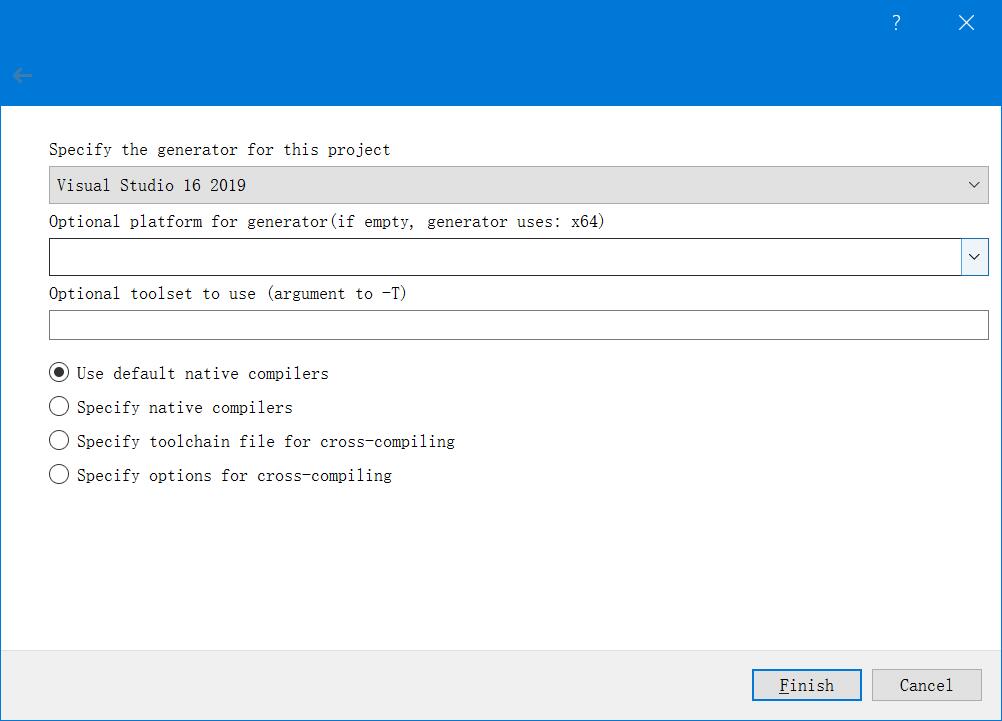 ?
Specify the generator for this project
Visual Studio 16 2019
Optional platform for generator(if empty, generator uses: x64)
Optional toolset to use (argument to -T)
Use default native compilers
Specify native compilers
Specify toolchain file for cross-compiling
Specify options for cross-compiling
Finish Cancel